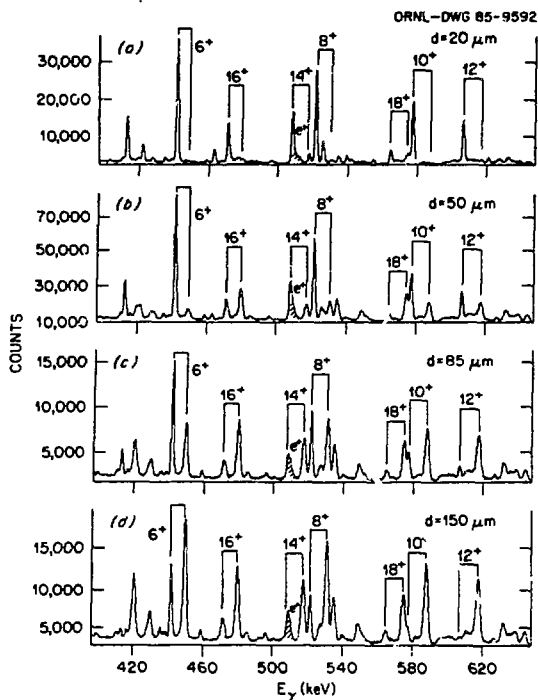 ORNL-DWG 85-9592
(a)
d=20 μm
6+
16+
14+
e+
8+
18+
10+
12+
30,000
20,000
10,000
(b)
d=50 μm
6+
16+
14+
e+
8+
18+
10+
12+
70,000
50,000
30,000
10,000
COUNTS
(c)
d=85 μm
6+
16+
14+
e+
8+
18+
10+
12+
15,000
10,000
5,000
(d)
d=150 μm
6+
16+
14+
e+
8+
18+
10
12+
15,000
10,000
5,000
420 460 500 540 580 620
Eγ (keV)